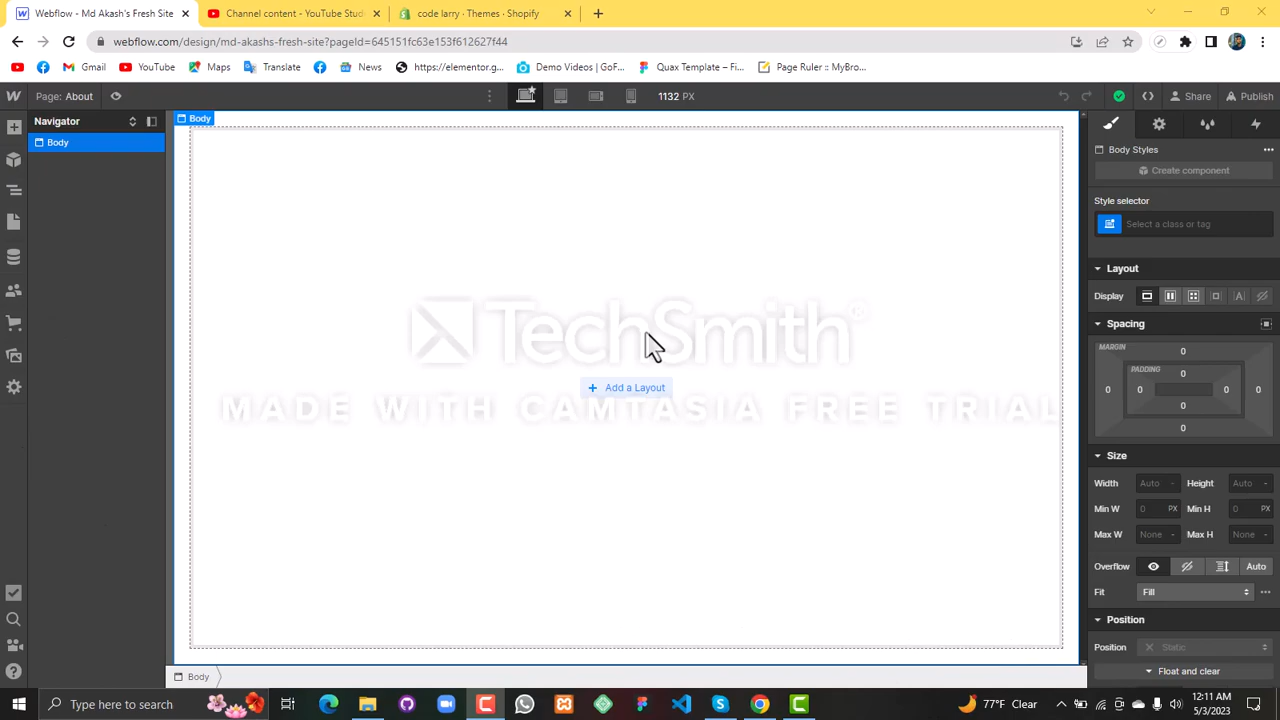 Webflow - Md Akash's Fresh Site
Channel content - YouTube Stud
code larry · Themes · Shopify
webflow.com/design/md-akashs-fresh-site?pageId=645151fc63e153f612627f44
Gmail
YouTube
Maps
Translate
News
https://elementor.g...
Demo Videos | GoF...
Quax Template – Fi...
Page Ruler :: MyBro...
Page: About
1132 PX
Share
Publish
Navigator
Body
Body
Body Styles
Create component
Style selector
Select a class or tag
Layout
Display
Spacing
MARGIN
0
PADDING
0
0 0 0 0
0
0
TechSmith®
Add a Layout
MADE WITH CAMTASIA FREE TRIAL
Size
Width Auto Height Auto
Min W 0 PX Min H 0 PX
Max W None Max H None
Overflow Auto
Fit Fill
Position
Position Static
Float and clear
Body
Type here to search
77°F Clear
12:11 AM
5/3/2023